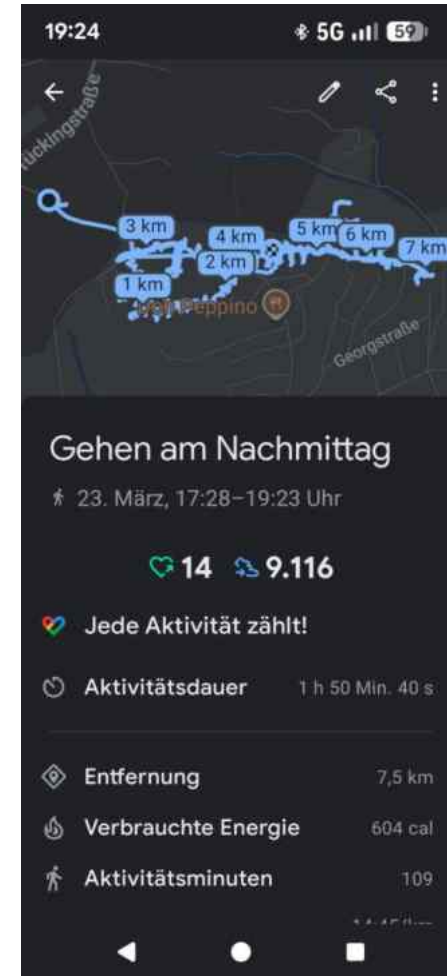 19:24
5G
59
3 km
4 km
5 km
6 km
7 km
2 km
1 km
Peppino
Georgstraße
Gehen am Nachmittag
23. März, 17:28–19:23 Uhr
14 9.116
Jede Aktivität zählt!
Aktivitätsdauer 1 h 50 Min. 40 s
Entfernung 7,5 km
Verbrauchte Energie 604 cal
Aktivitätsminuten 109